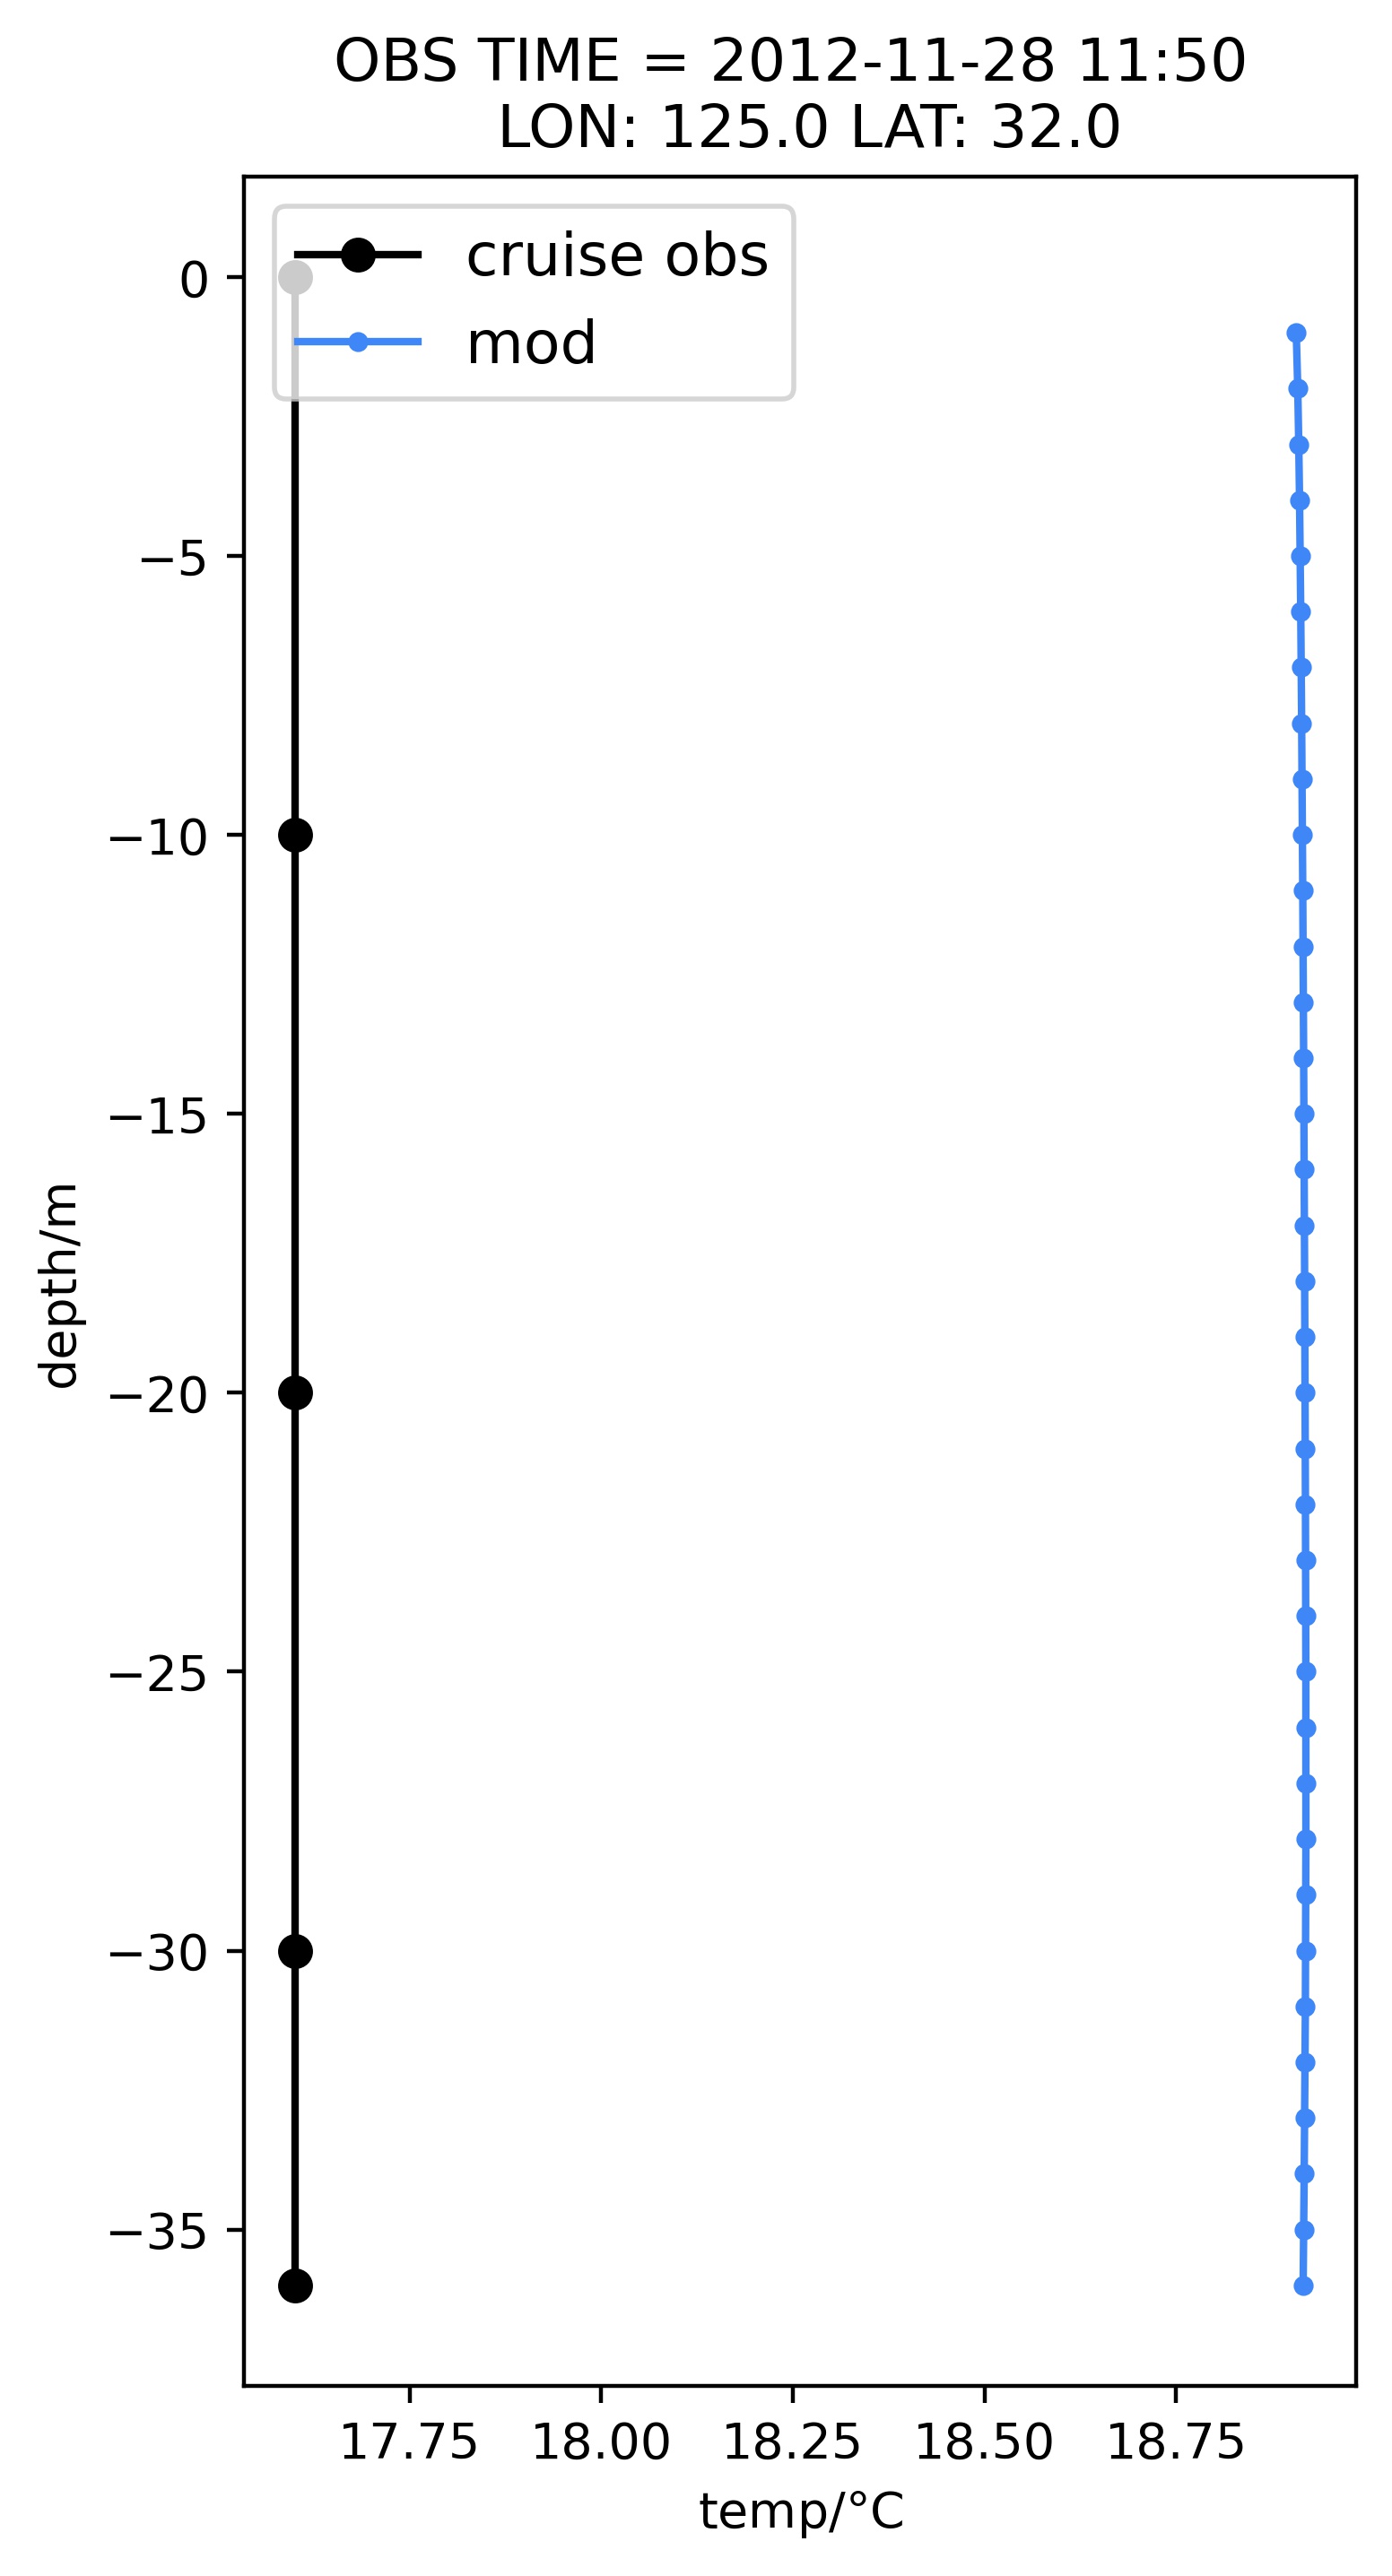 OBS TIME = 2012-11-28 11:50
LON: 125.0 LAT: 32.0
cruise obs
mod
0
−5
−10
−15
−20
−25
−30
−35
depth/m
17.75 18.00 18.25 18.50 18.75
temp/°C